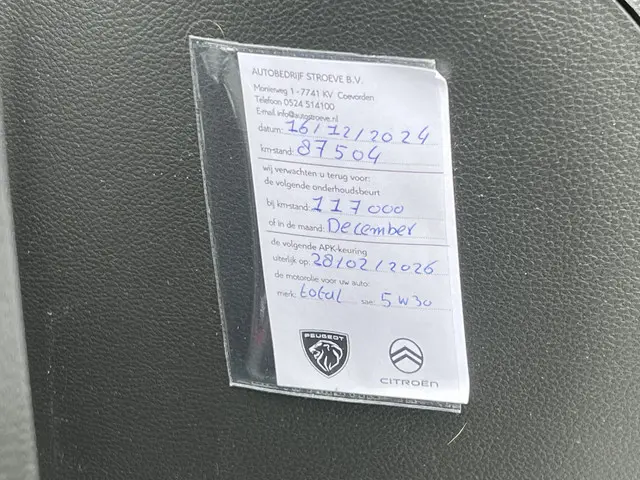 AUTOBEDRIJF STROEVE B.V.
Monierweg 1 - 7741 KV Coevorden
Telefoon 0524 514100
E-mail info@autostroeve.nl
datum: 16/12/2024
km-stand: 87504
wij verwachten u terug voor:
de volgende onderhoudsbeurt
bij km-stand: 117000
of in de maand: December
de volgende APK-keuring
uiterlijk op: 28/02/2026
de motorolie voor uw auto:
merk: total sae: 5W30
PEUGEOT
CITROËN